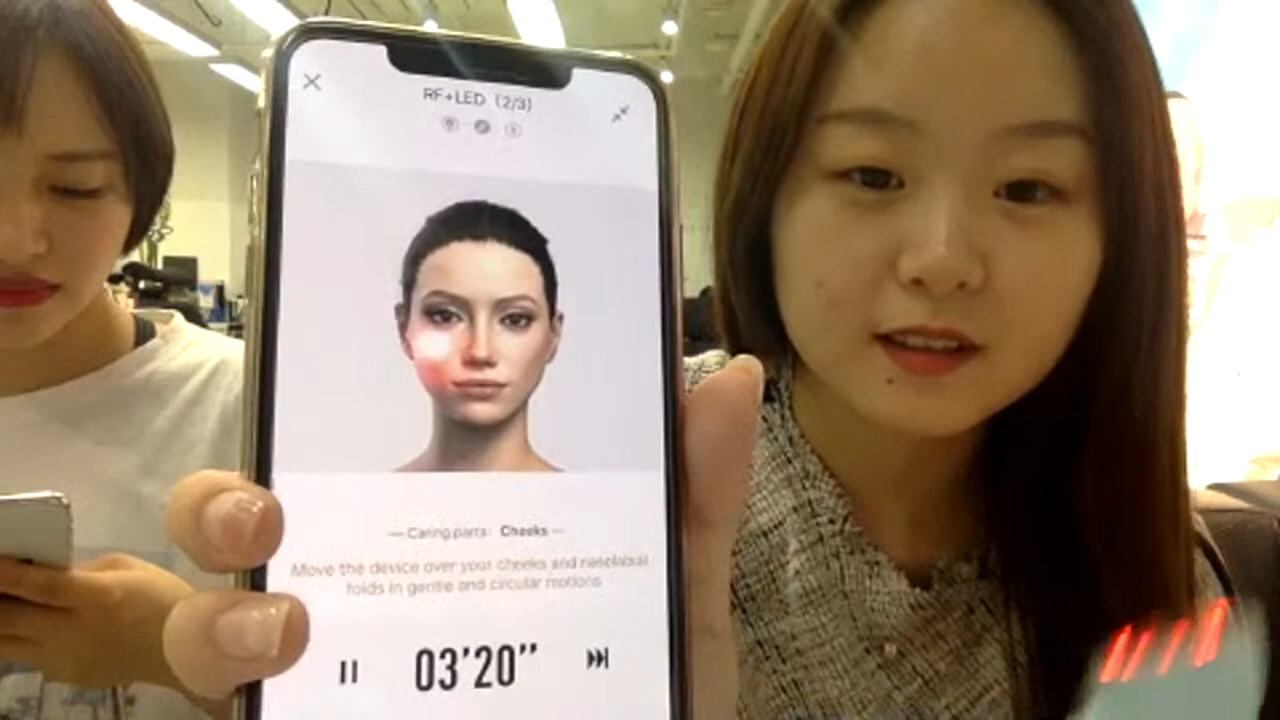 RF+LED (2/3)
— Caring parts: Cheeks —
Move the device over your cheeks and nasolabial
folds in gentle and circular motions
03'20"